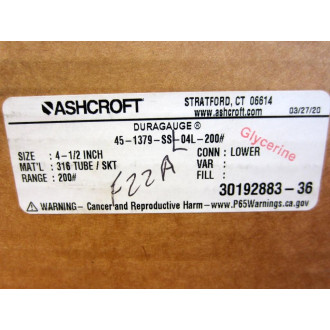 ASHCROFT
STRATFORD, CT 06614
www.ashcroft.com
03/27/20
DURAGAUGE®
45-1379-SSL-04L-200#
Glycerine
SIZE : 4-1/2 INCH
MAT'L : 316 TUBE / SKT
RANGE : 200#
CONN : LOWER
VAR :
FILL :
F22A
30192883-36
⚠ WARNING- Cancer and Reproductive Harm - www.P65Warnings.ca.gov